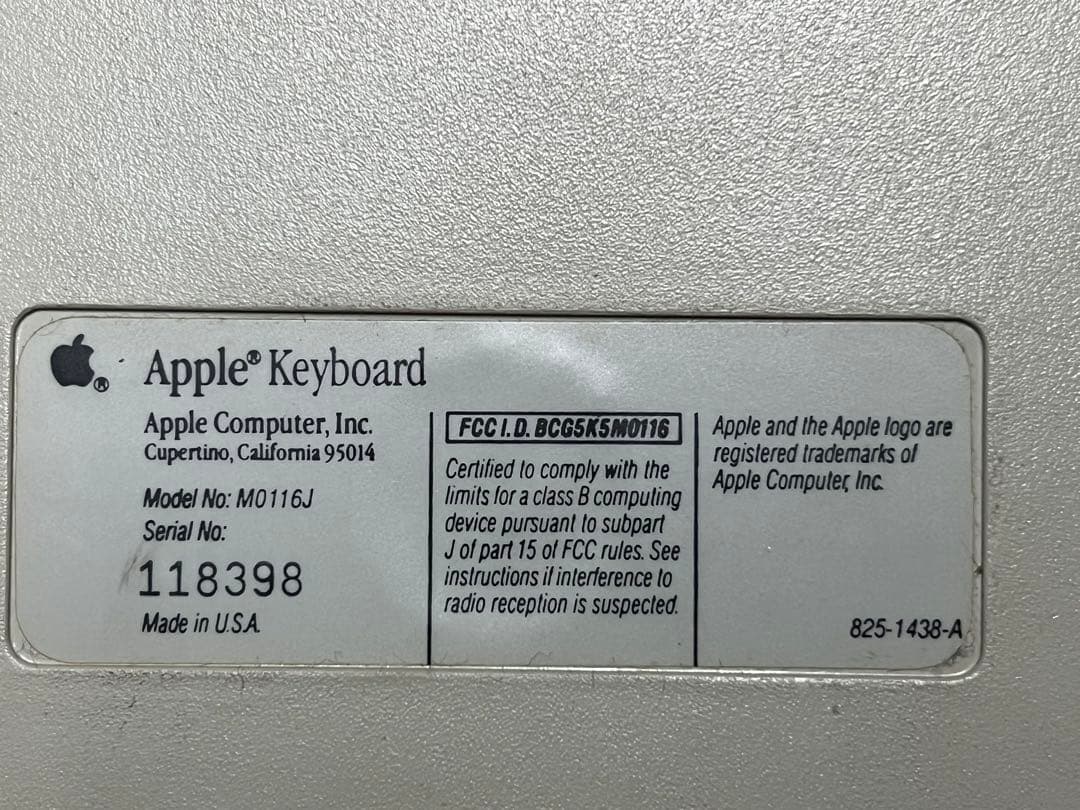 Apple® Keyboard
Apple Computer, Inc.
Cupertino, California 95014
Model No: M0116J
Serial No:
118398
Made in U.S.A.
FCC I.D. BCG5K5M0116
Certified to comply with the
limits for a class B computing
device pursuant to subpart
J of part 15 of FCC rules. See
instructions if interference to
radio reception is suspected.
Apple and the Apple logo are
registered trademarks of
Apple Computer, Inc.
825-1438-A